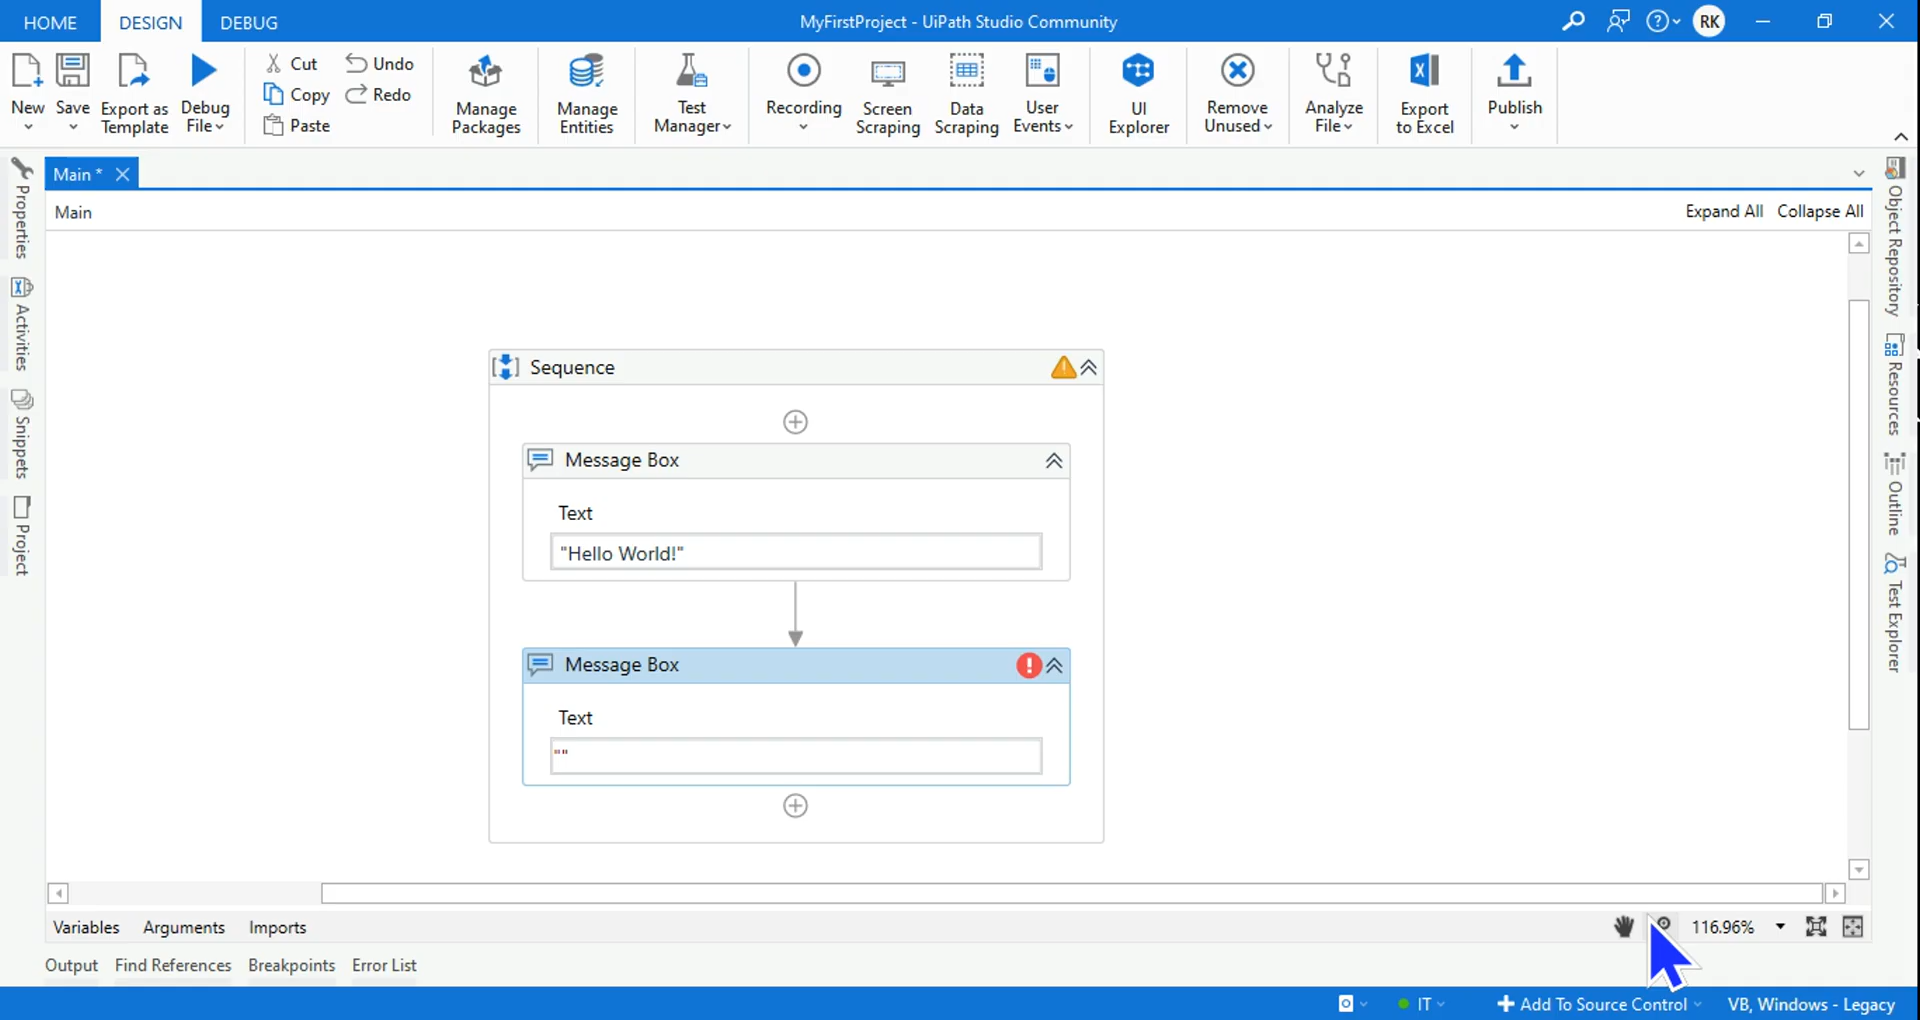 HOME DESIGN DEBUG MyFirstProject - UiPath Studio Community RK
New Save Export as Template Debug File Cut Copy Paste Undo Redo Manage Packages Manage Entities Test Manager Recording Screen Scraping Data Scraping User Events UI Explorer Remove Unused Analyze File Export to Excel Publish
Main *
Main Expand All Collapse All
Properties
Activities
Snippets
Project
Object Repository
Resources
Outline
Test Explorer
Sequence
Message Box
Text
"Hello World!"
Message Box
Text
""
Variables Arguments Imports 116.96%
Output Find References Breakpoints Error List
IT Add To Source Control VB, Windows - Legacy